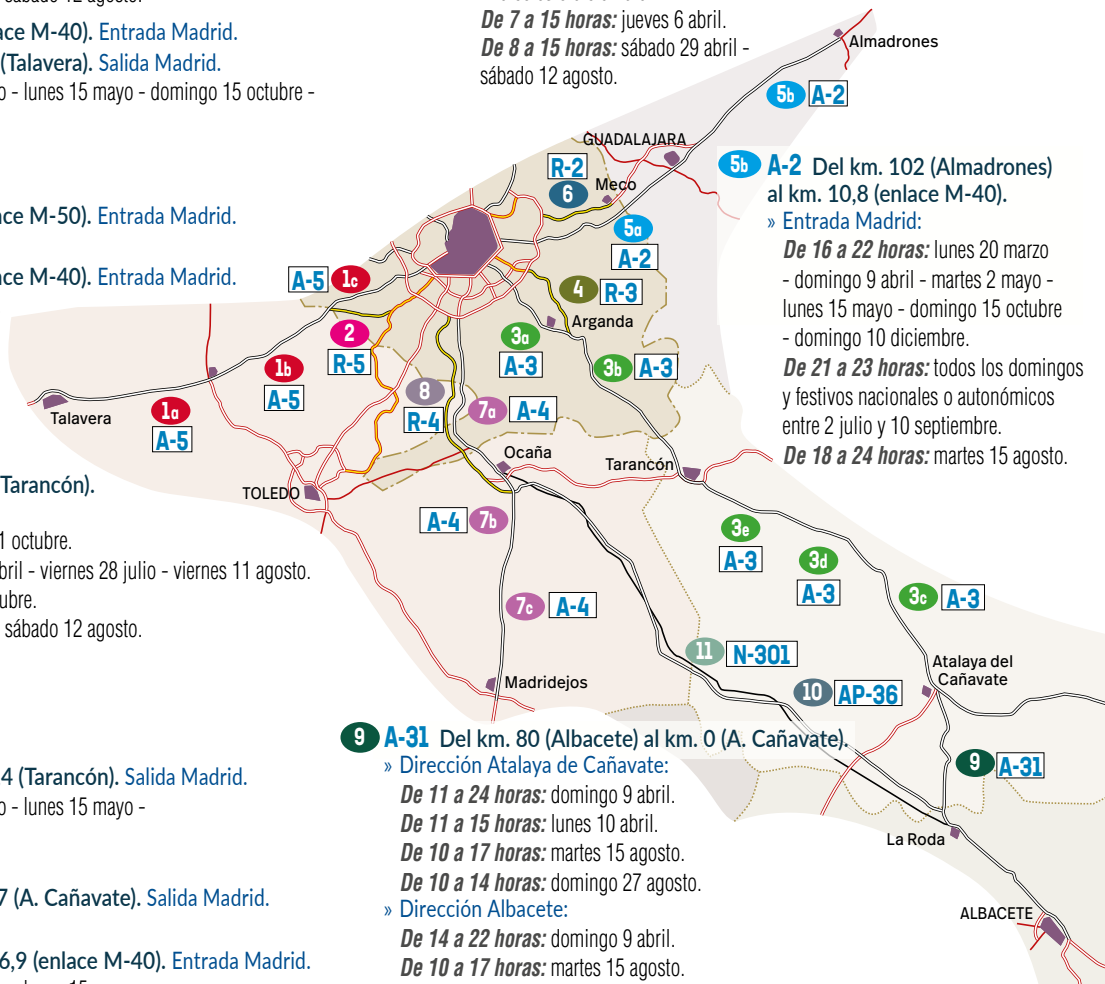 sábado 12 agosto.
ace M-40). Entrada Madrid.
(Talavera). Salida Madrid.
o - lunes 15 mayo - domingo 15 octubre -
ace M-50). Entrada Madrid.
ace M-40). Entrada Madrid.
Tarancón).
1 octubre.
bril - viernes 28 julio - viernes 11 agosto.
ubre.
sábado 12 agosto.
4 (Tarancón). Salida Madrid.
o - lunes 15 mayo -
7 (A. Cañavate). Salida Madrid.
6,9 (enlace M-40). Entrada Madrid.
De 7 a 15 horas: jueves 6 abril.
De 8 a 15 horas: sábado 29 abril -
sábado 12 agosto.
Almadrones
5b A-2
GUADALAJARA
R-2
6
Meco
5a
A-2
A-5 1c
4 R-3
Arganda
2
R-5
3a
A-3
3b A-3
1b
A-5
8
R-4
7a A-4
Talavera
1a
A-5
Ocaña
Tarancón
TOLEDO
A-4 7b
3e
A-3
3d
A-3
3c A-3
7c A-4
11 N-301
Atalaya del
Cañavate
Madridejos
10 AP-36
9 A-31
La Roda
ALBACETE
5b A-2 Del km. 102 (Almadrones)
al km. 10,8 (enlace M-40).
» Entrada Madrid:
De 16 a 22 horas: lunes 20 marzo
- domingo 9 abril - martes 2 mayo -
lunes 15 mayo - domingo 15 octubre
- domingo 10 diciembre.
De 21 a 23 horas: todos los domingos
y festivos nacionales o autonómicos
entre 2 julio y 10 septiembre.
De 18 a 24 horas: martes 15 agosto.
9 A-31 Del km. 80 (Albacete) al km. 0 (A. Cañavate).
» Dirección Atalaya de Cañavate:
De 11 a 24 horas: domingo 9 abril.
De 11 a 15 horas: lunes 10 abril.
De 10 a 17 horas: martes 15 agosto.
De 10 a 14 horas: domingo 27 agosto.
» Dirección Albacete:
De 14 a 22 horas: domingo 9 abril.
De 10 a 17 horas: martes 15 agosto.